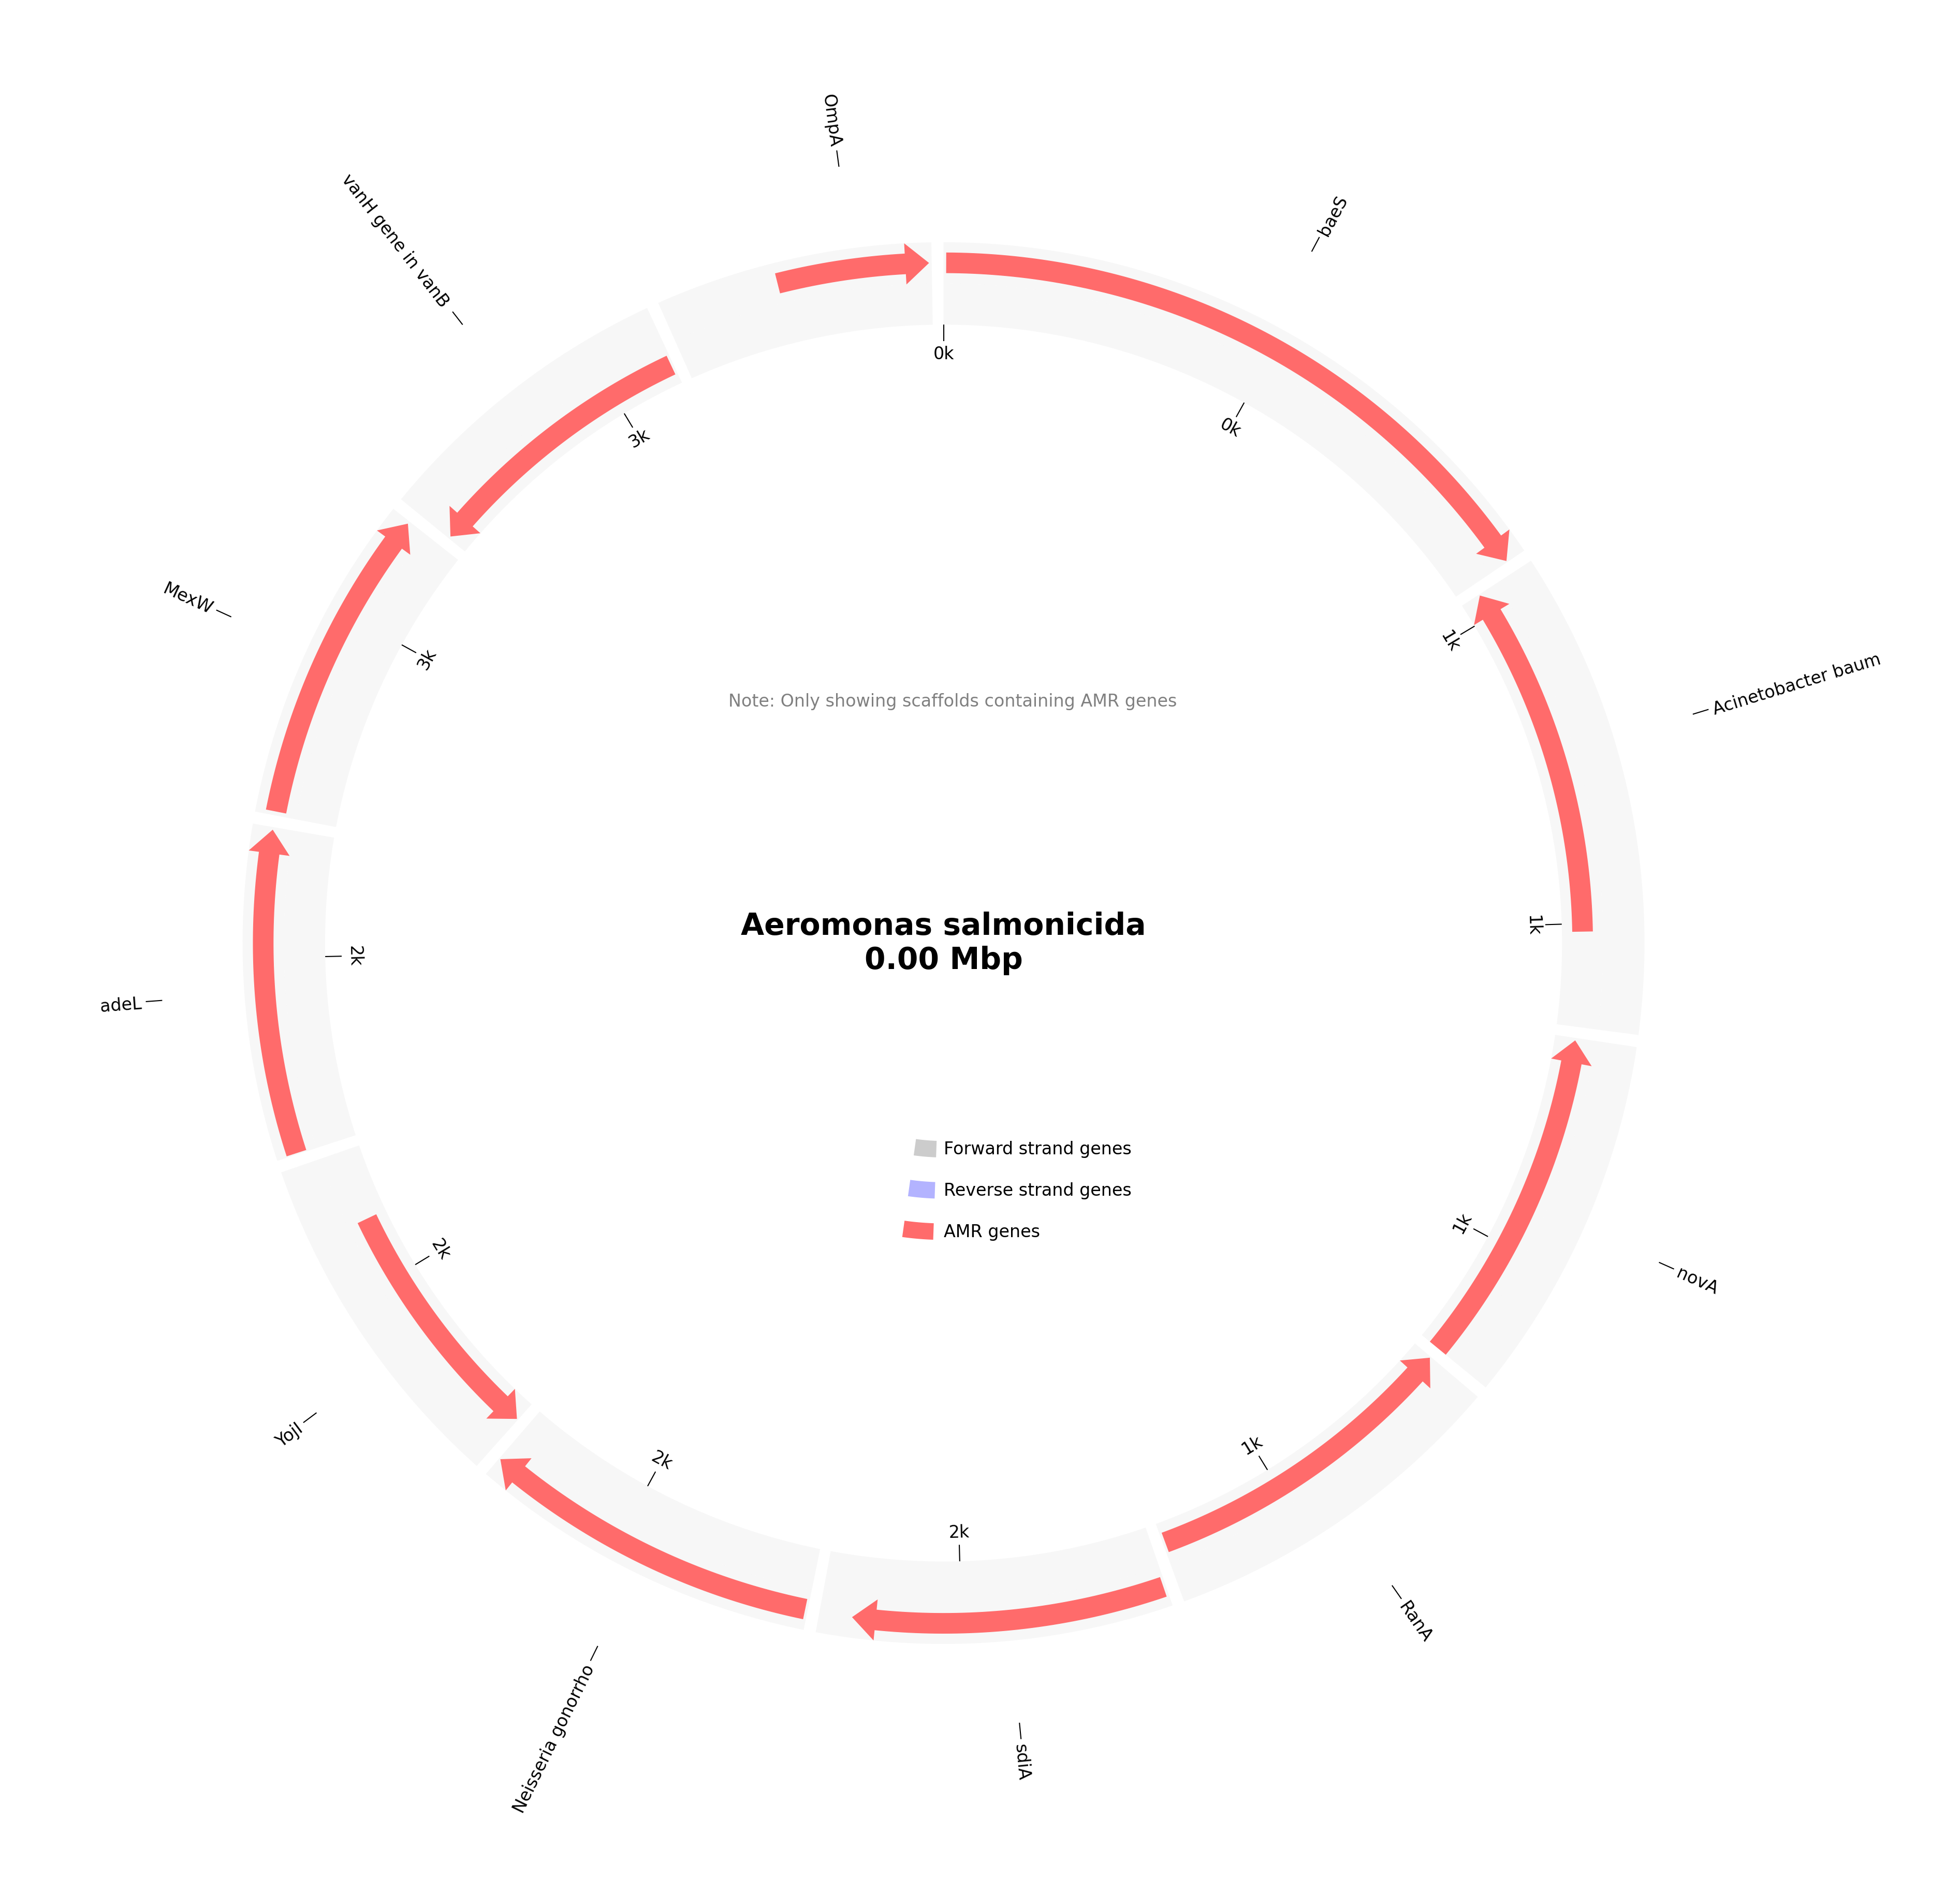 OmpA
baeS
vanH gene in vanB
0k
0k
3k
MexW
3k
1k
Acinetobacter baum
Note: Only showing scaffolds containing AMR genes
Aeromonas salmonicida
0.00 Mbp
1k
2k
adeL
Forward strand genes
Reverse strand genes
AMR genes
1k
novA
2k
YojI
1k
2k
2k
RanA
Neisseria gonorrho
sdiA